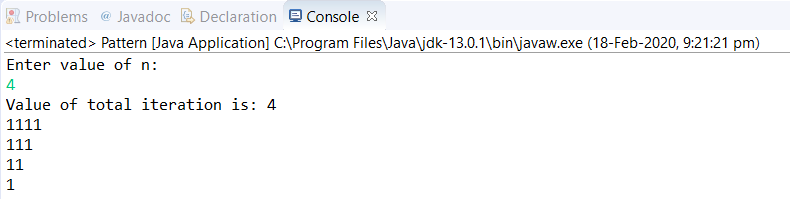 Problems @ Javadoc Declaration Console
<terminated> Pattern [Java Application] C:\Program Files\Java\jdk-13.0.1\bin\javaw.exe (18-Feb-2020, 9:21:21 pm)
Enter value of n:
4
Value of total iteration is: 4
1111
111
11
1